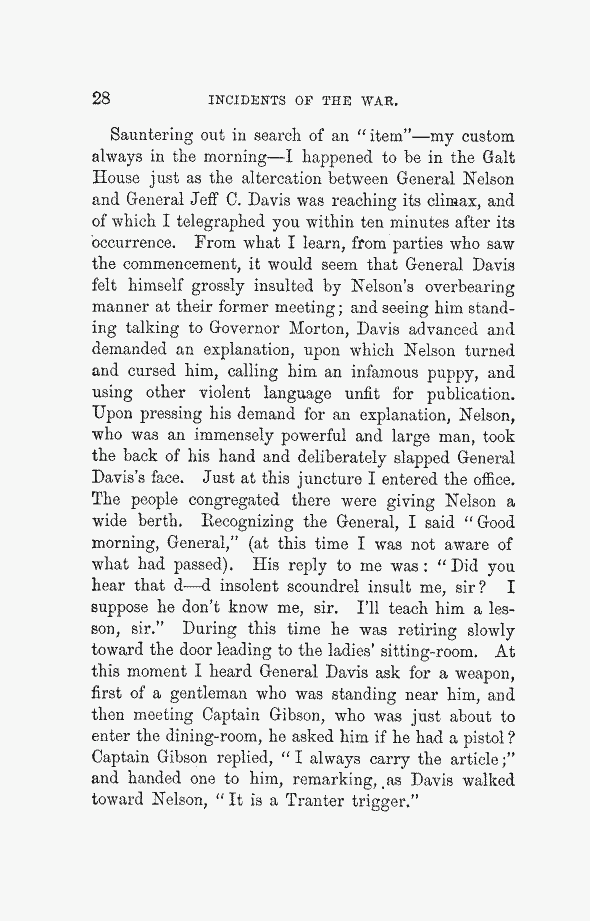 28 INCIDENTS OF THE WAR.
Sauntering out in search of an “item”—my custom
always in the morning—I happened to be in the Galt
House just as the altercation between General Nelson
and General Jeff C. Davis was reaching its climax, and
of which I telegraphed you within ten minutes after its
occurrence. From what I learn, from parties who saw
the commencement, it would seem that General Davis
felt himself grossly insulted by Nelson’s overbearing
manner at their former meeting; and seeing him stand-
ing talking to Governor Morton, Davis advanced and
demanded an explanation, upon which Nelson turned
and cursed him, calling him an infamous puppy, and
using other violent language unfit for publication.
Upon pressing his demand for an explanation, Nelson,
who was an immensely powerful and large man, took
the back of his hand and deliberately slapped General
Davis’s face. Just at this juncture I entered the office.
The people congregated there were giving Nelson a
wide berth. Recognizing the General, I said “Good
morning, General,” (at this time I was not aware of
what had passed). His reply to me was: “Did you
hear that d—d insolent scoundrel insult me, sir? I
suppose he don’t know me, sir. I’ll teach him a les-
son, sir.” During this time he was retiring slowly
toward the door leading to the ladies’ sitting-room. At
this moment I heard General Davis ask for a weapon,
first of a gentleman who was standing near him, and
then meeting Captain Gibson, who was just about to
enter the dining-room, he asked him if he had a pistol?
Captain Gibson replied, “I always carry the article;”
and handed one to him, remarking, as Davis walked
toward Nelson, “It is a Tranter trigger.”